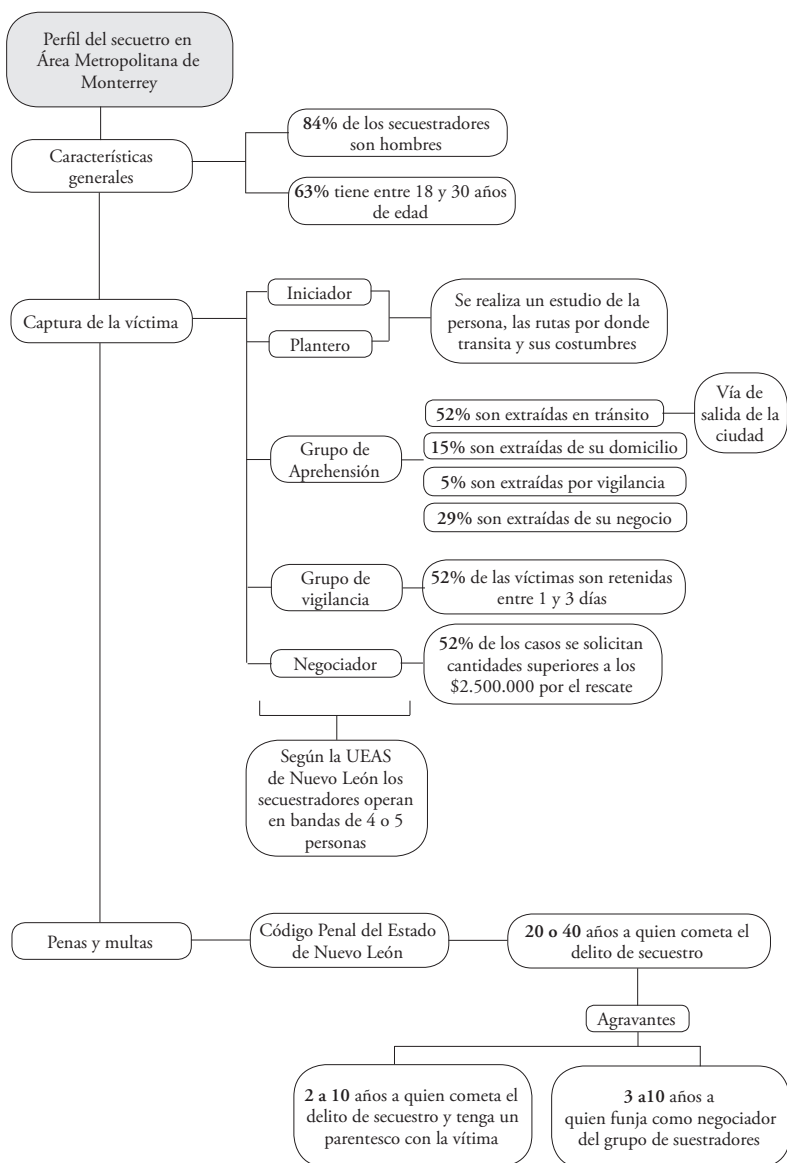 Perfil del secuetro en
Área Metropolitana de
Monterrey
84% de los secuestradores
son hombres
Característicás
generales
63% tiene entre 18 y 30 años
de edad
Captura de la víctima
Iniciador
Plantero
Se realiza un estudio de la
persona, las rutas por donde
transita y sus costumbres
Grupo de
Aprehensión
52% son extraídas en tránsito
Vía de
salida de la
ciudad
15% son extraídas de su domicilio
5% son extraídas por vigilancia
29% son extraídas de su negocio
Grupo de
vigilancia
52% de las víctimas son retenidas
entre 1 y 3 días
Negociador
52% de los casos se solicitan
cantidades superiores a los
$2.500.000 por el rescate
Según la UEAS
de Nuevo León los
secuestradores operan
en bandas de 4 o 5
personas
Penas y multas
Código Penal del Estado
de Nuevo León
20 o 40 años a quien cometa el
delito de secuestro
Agravantes
2 a 10 años a quien cometa el
delito de secuestro y tenga un
parentesco con la vítima
3 a10 años a
quien funja como negociador
del grupo de suestradores